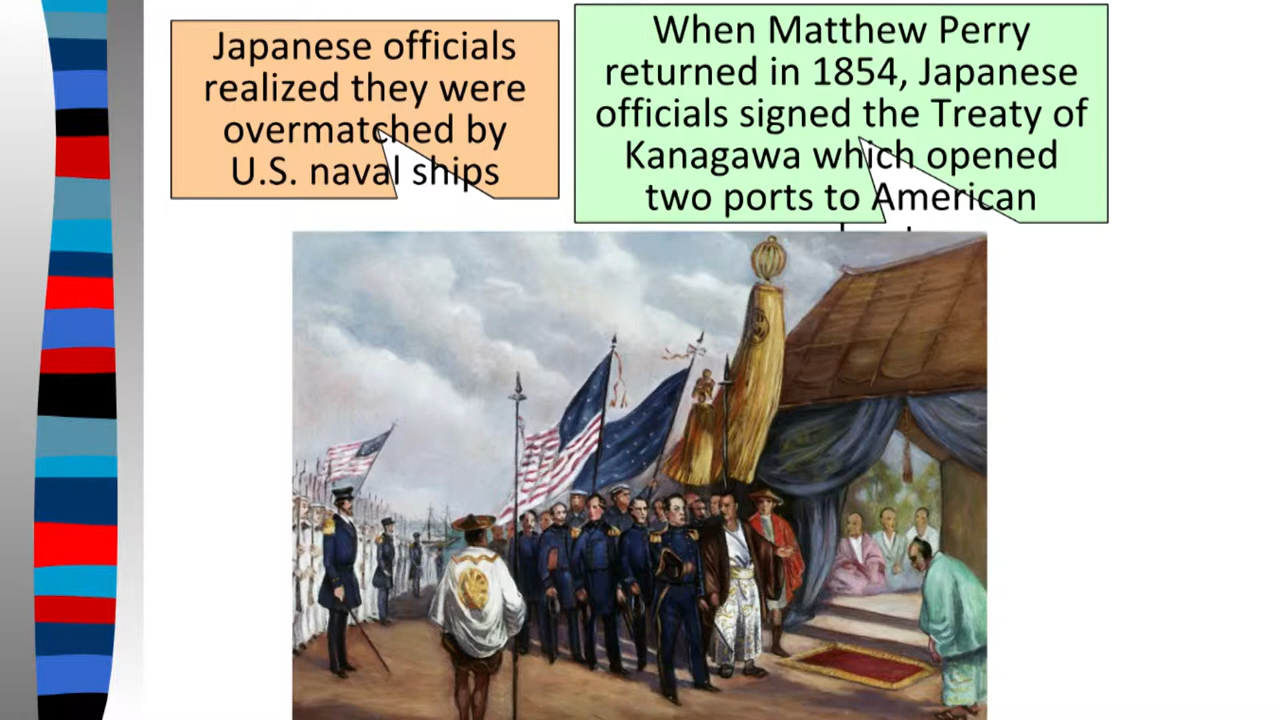 Japanese officials
realized they were
overmatched by
U.S. naval ships
When Matthew Perry
returned in 1854, Japanese
officials signed the Treaty of
Kanagawa which opened
two ports to American